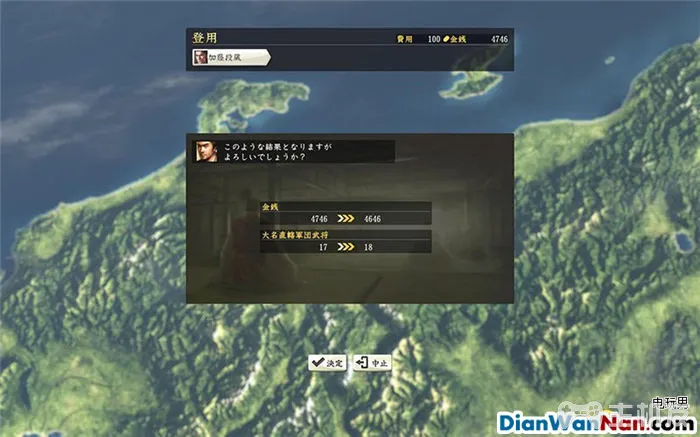 登用
費用 100 金銭 4746
加藤段蔵
このような結果となりますが
よろしいでしょうか？
金銭
4746 >>> 4646
大名直轄軍団武将
17 >>> 18
決定 中止
电玩男
DianWanNan.com